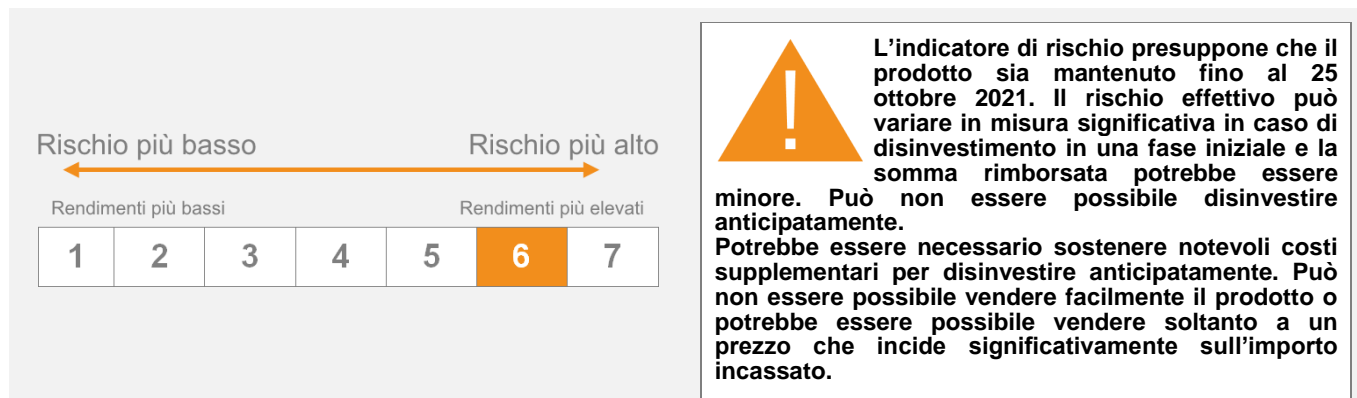 Rischio più basso
Rischio più alto
Rendimenti più bassi
Rendimenti più elevati
1 2 3 4 5 6 7
!
L’indicatore di rischio presuppone che il
prodotto sia mantenuto fino al 25
ottobre 2021. Il rischio effettivo può
variare in misura significativa in caso di
disinvestimento in una fase iniziale e la
somma rimborsata potrebbe essere
minore. Può non essere possibile disinvestire
anticipatamente.
Potrebbe essere necessario sostenere notevoli costi
supplementari per disinvestire anticipatamente. Può
non essere possibile vendere facilmente il prodotto o
potrebbe essere possibile vendere soltanto a un
prezzo che incide significativamente sull’importo
incassato.